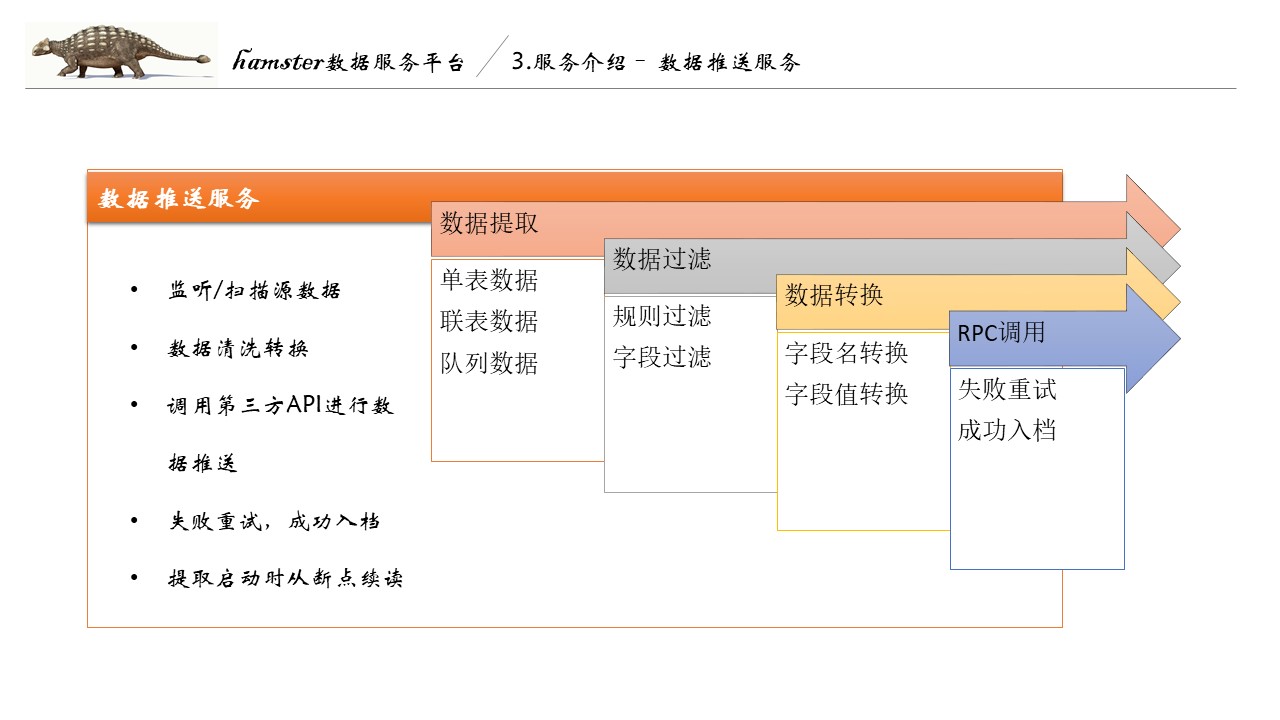 hamster数据服务平台
3.服务介绍 - 数据推送服务
数据推送服务
• 监听/扫描源数据
• 数据清洗转换
• 调用第三方API进行数
据推送
• 失败重试，成功入档
• 提取启动时从断点续读
数据提取
单表数据
联表数据
队列数据
数据过滤
规则过滤
字段过滤
数据转换
字段名转换
字段值转换
RPC调用
失败重试
成功入档